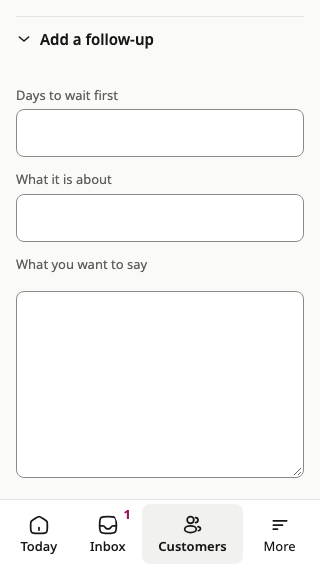 Add a follow-up
Days to wait first
What it is about
What you want to say
1
Today
Inbox
Customers
More